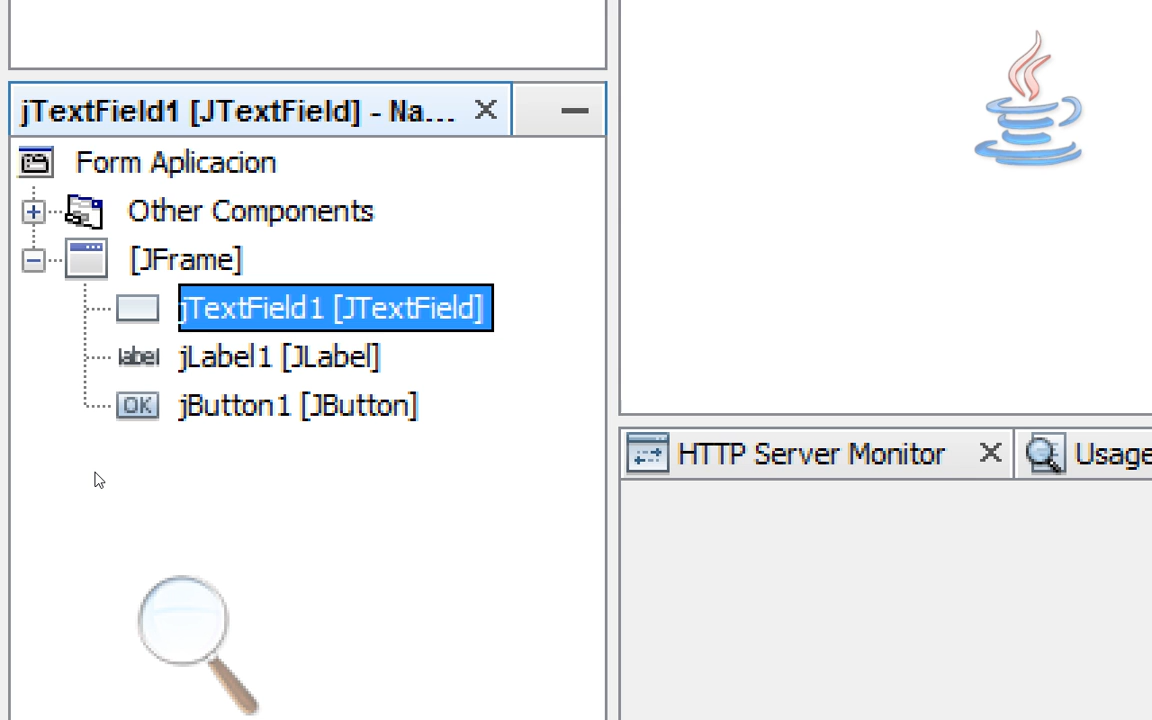 jTextField1 [JTextField] - Na...
Form Aplicacion
Other Components
[JFrame]
jTextField1 [JTextField]
label jLabel1 [JLabel]
OK jButton1 [JButton]
HTTP Server Monitor
Usage